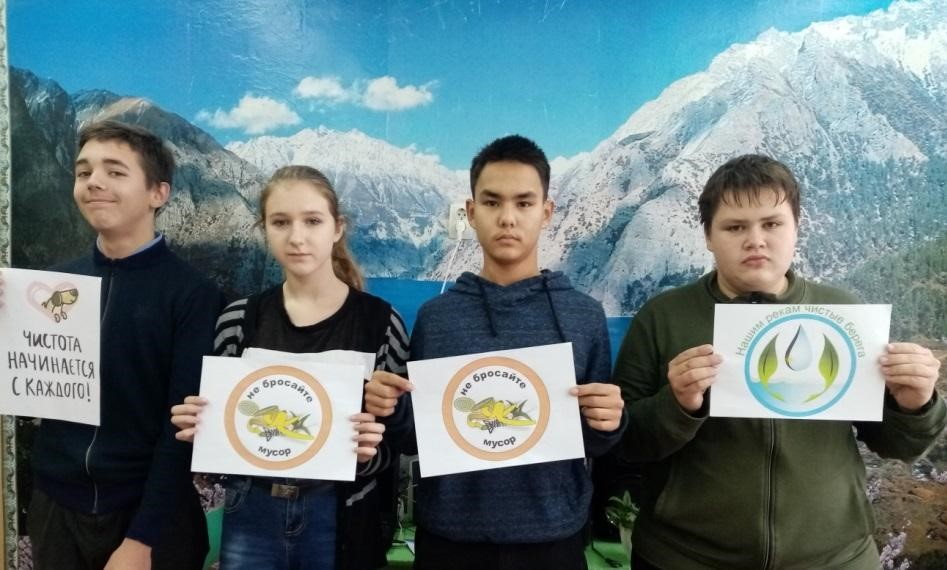 ЧИСТОТА
НАЧИНАЕТСЯ
С КАЖДОГО!
не бросайте
мусор
не бросайте
мусор
Нашим рекам чистые берега